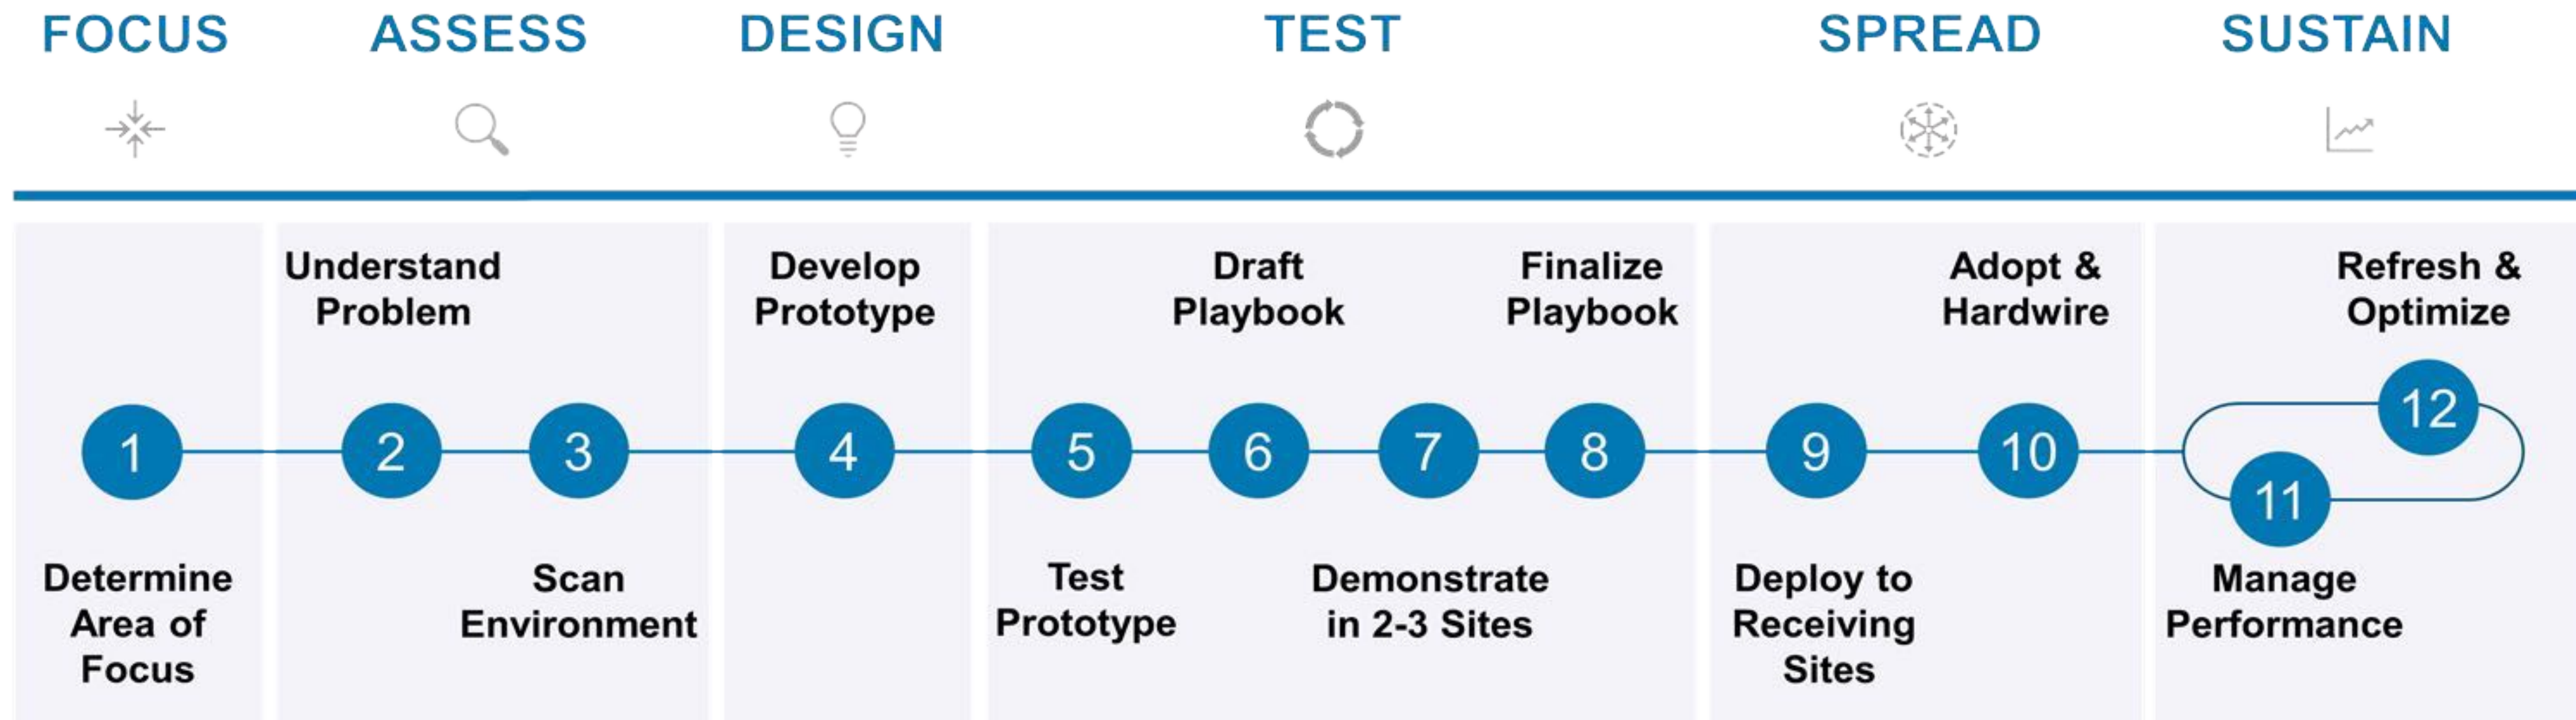 FOCUS
ASSESS
DESIGN
TEST
SPREAD
SUSTAIN
Understand
Problem
Develop
Prototype
Draft
Playbook
Finalize
Playbook
Adopt &
Hardwire
Refresh &
Optimize
1
2
3
4
5
6
7
8
9
10
11
12
Determine
Area of
Focus
Scan
Environment
Test
Prototype
Demonstrate
in 2-3 Sites
Deploy to
Receiving
Sites
Manage
Performance